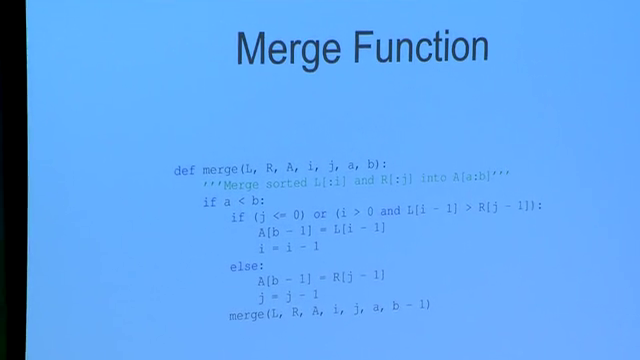 Merge Function
def merge(L, R, A, i, j, a, b):
'''Merge sorted L[:i] and R[:j] into A[a:b]'''
if a < b:
if (j <= 0) or (i > 0 and L[i - 1] > R[j - 1]):
A[b - 1] = L[i - 1]
i = i - 1
else:
A[b - 1] = R[j - 1]
j = j - 1
merge(L, R, A, i, j, a, b - 1)